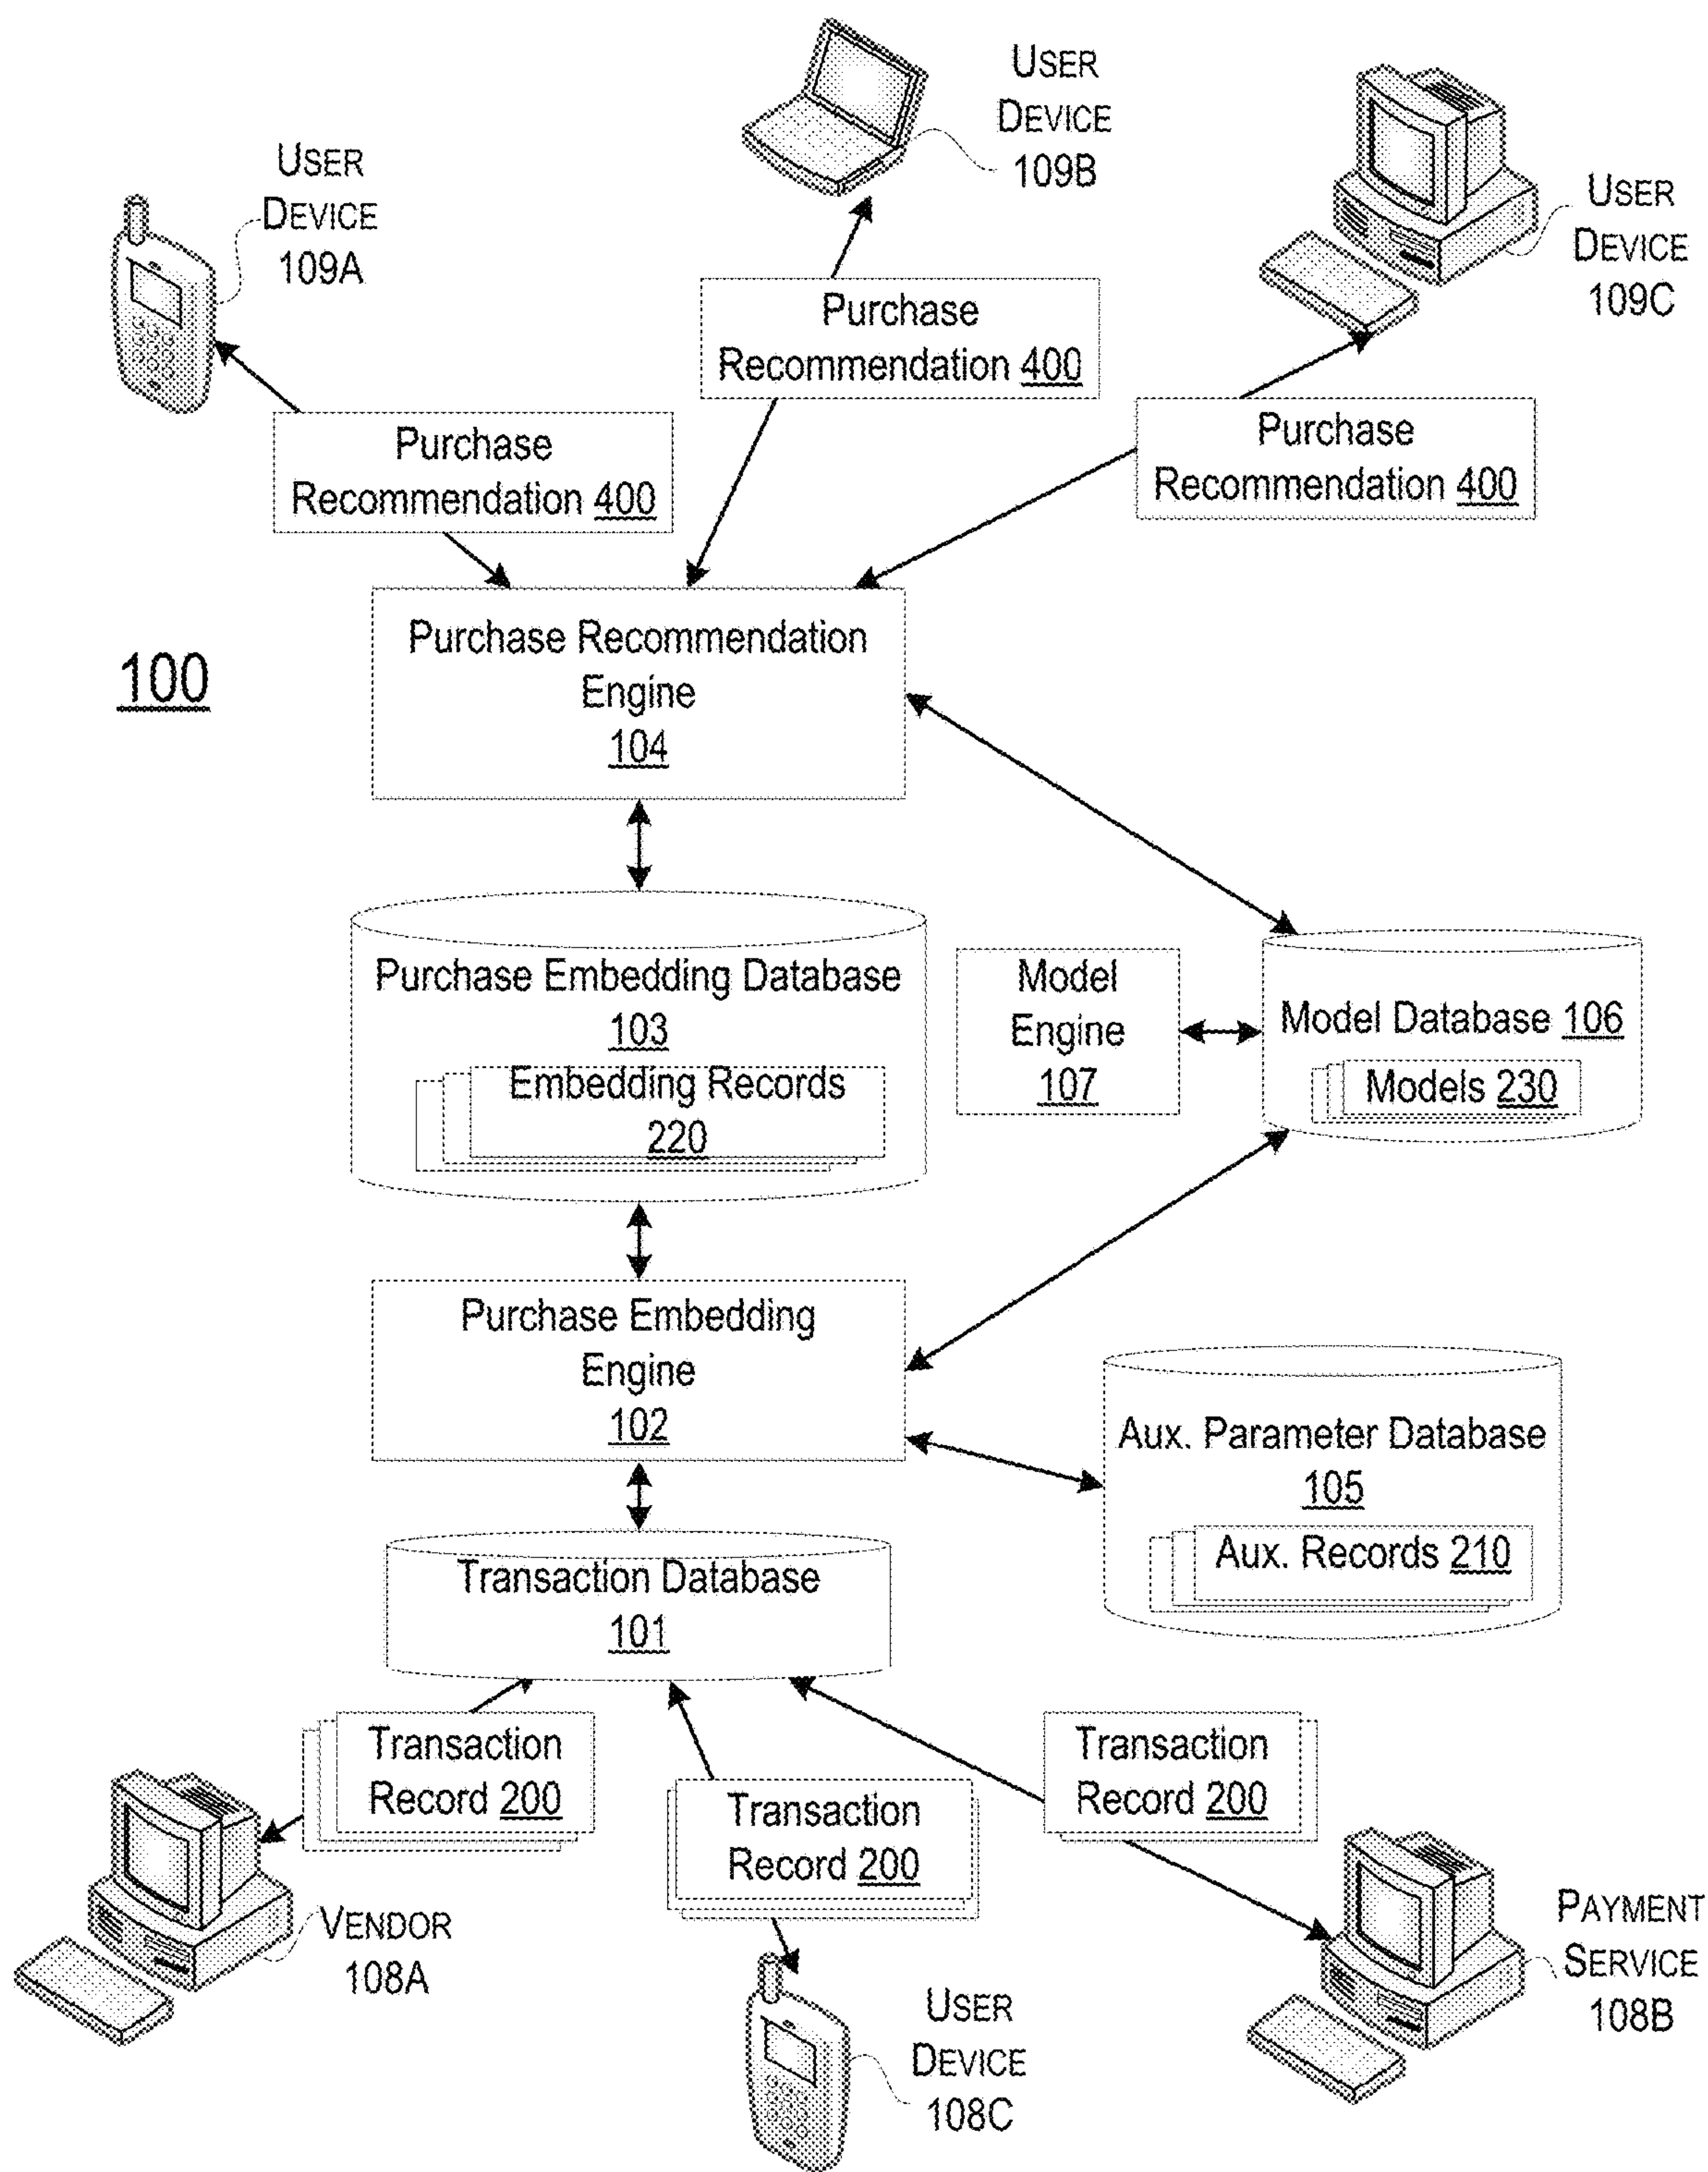 USER
DEVICE
109A
USER
DEVICE
109B
USER
DEVICE
109C
Purchase
Recommendation 400
Purchase
Recommendation 400
Purchase
Recommendation 400
100
Purchase Recommendation
Engine
104
Purchase Embedding Database
103
Embedding Records
220
Model
Engine
107
Model Database 106
Models 230
Purchase Embedding
Engine
102
Aux. Parameter Database
105
Aux. Records 210
Transaction Database
101
Transaction
Record 200
Transaction
Record 200
Transaction
Record 200
VENDOR
108A
USER
DEVICE
108C
PAYMENT
SERVICE
108B